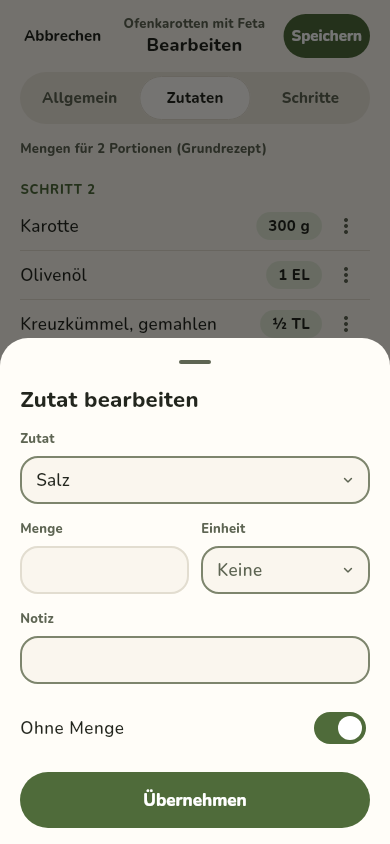 Abbrechen
Ofenkarotten mit Feta
Bearbeiten
Speichern
Allgemein
Zutaten
Schritte
Mengen für 2 Portionen (Grundrezept)
SCHRITT 2
Karotte
300 g
Olivenöl
1 EL
Kreuzkümmel, gemahlen
½ TL
Zutat bearbeiten
Zutat
Salz
Menge
Einheit
Keine
Notiz
Ohne Menge
Übernehmen